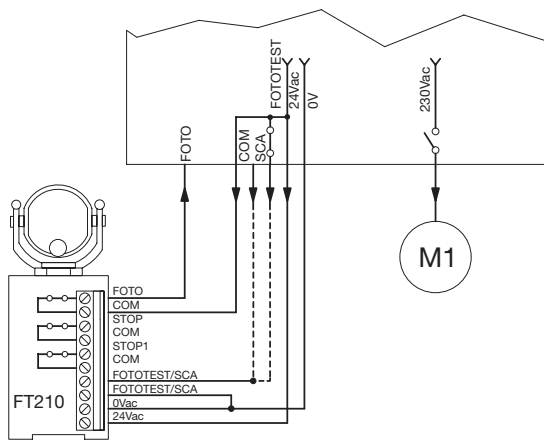 FOTOTEST
24Vac
0V
230Vac
FOTO
COM
SCA
M1
FOTO
COM
STOP
COM
STOP1
COM
FOTOTEST/SCA
FOTOTEST/SCA
0Vac
24Vac
FT210